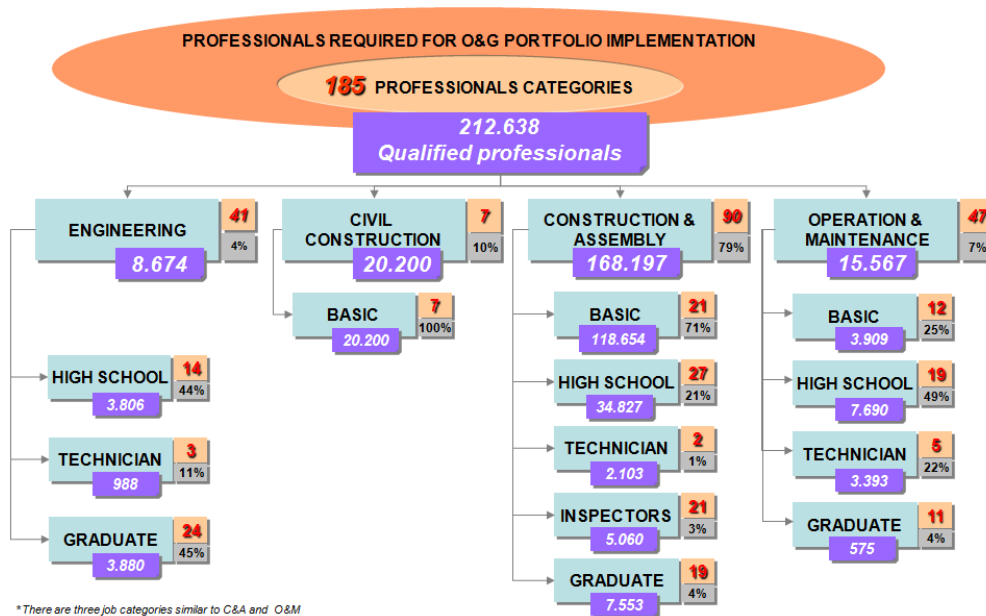 PROFESSIONALS REQUIRED FOR O&G PORTFOLIO IMPLEMENTATION
185 PROFESSIONALS CATEGORIES
212.638
Qualified professionals
ENGINEERING
41
4%
8.674
HIGH SCHOOL
14
44%
3.806
TECHNICIAN
3
11%
988
GRADUATE
24
45%
3.880
CIVIL
CONSTRUCTION
7
10%
20.200
BASIC
7
100%
20.200
CONSTRUCTION &
ASSEMBLY
90
79%
168.197
BASIC
21
71%
118.654
HIGH SCHOOL
27
21%
34.827
TECHNICIAN
2
1%
2.103
INSPECTORS
21
3%
5.060
GRADUATE
19
4%
7.553
OPERATION &
MAINTENANCE
47
7%
15.567
BASIC
12
25%
3.909
HIGH SCHOOL
19
49%
7.690
TECHNICIAN
5
22%
3.393
GRADUATE
11
4%
575
* There are three job categories similar to C&A and O&M